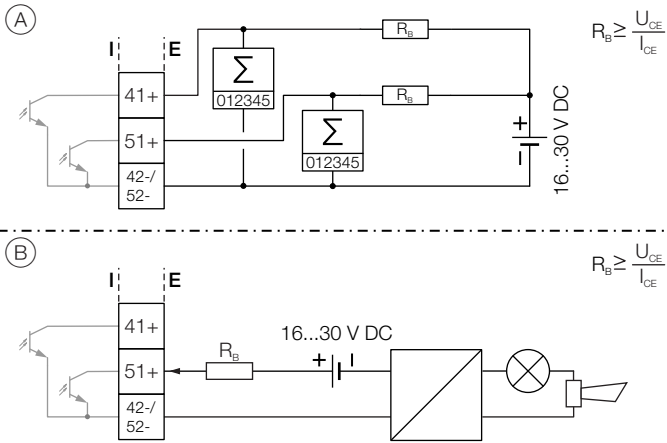 A
I E
R_B
R_B ≥ U_CE / I_CE
Σ
012345
41+
R_B
Σ
012345
51+
+
−
16...30 V DC
42-/
52-
B
I E
R_B ≥ U_CE / I_CE
41+
16...30 V DC
R_B
+ I
51+
42-/
52-